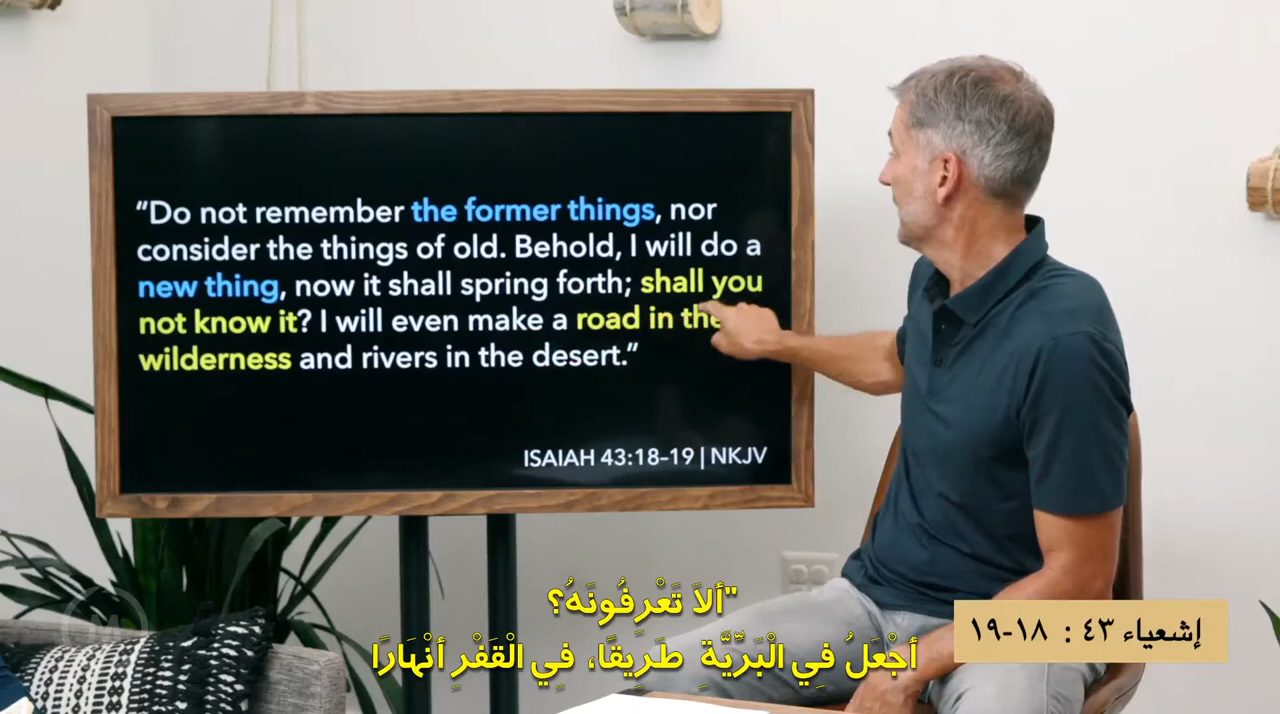 “Do not remember the former things, nor
consider the things of old. Behold, I will do a
new thing, now it shall spring forth; shall you
not know it? I will even make a road in the
wilderness and rivers in the desert.”
ISAIAH 43:18–19 | NKJV
"ألاَ تَعْرِفُونَهُ؟
أجْعَلُ فِي الْبَرِّيَّةِ طَرِيقًا، فِي الْقَفْرِ أنْهَارًا
إشعياء ٤٣ : ١٨-١٩